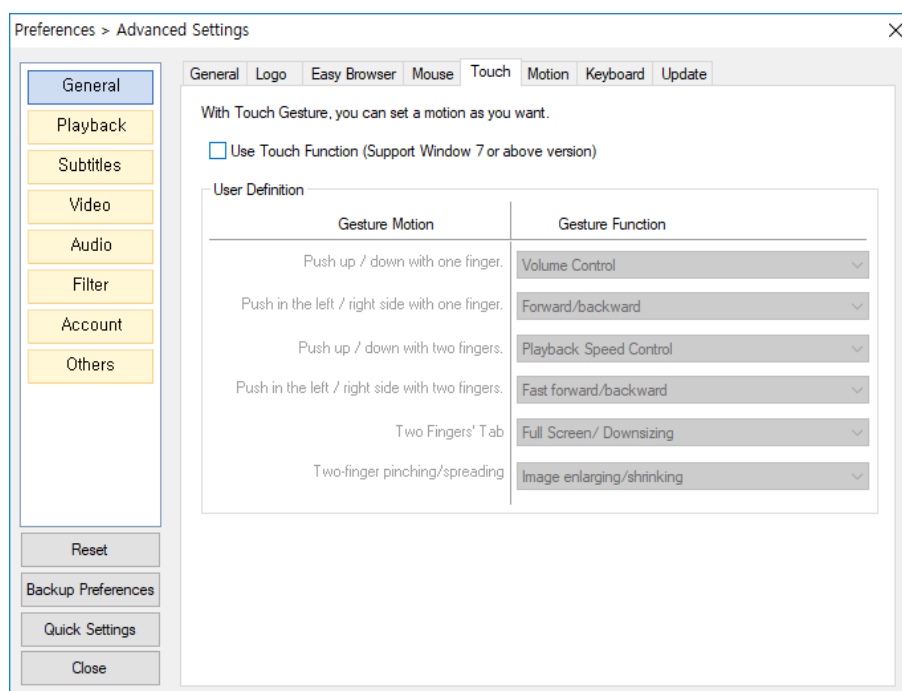 Preferences > Advanced Settings
General
Playback
Subtitles
Video
Audio
Filter
Account
Others
Reset
Backup Preferences
Quick Settings
Close
General Logo Easy Browser Mouse Touch Motion Keyboard Update
With Touch Gesture, you can set a motion as you want.
Use Touch Function (Support Window 7 or above version)
User Definition
Gesture Motion Gesture Function
Push up / down with one finger. Volume Control
Push in the left / right side with one finger. Forward/backward
Push up / down with two fingers. Playback Speed Control
Push in the left / right side with two fingers. Fast forward/backward
Two Fingers' Tab Full Screen/ Downsizing
Two-finger pinching/spreading Image enlarging/shrinking